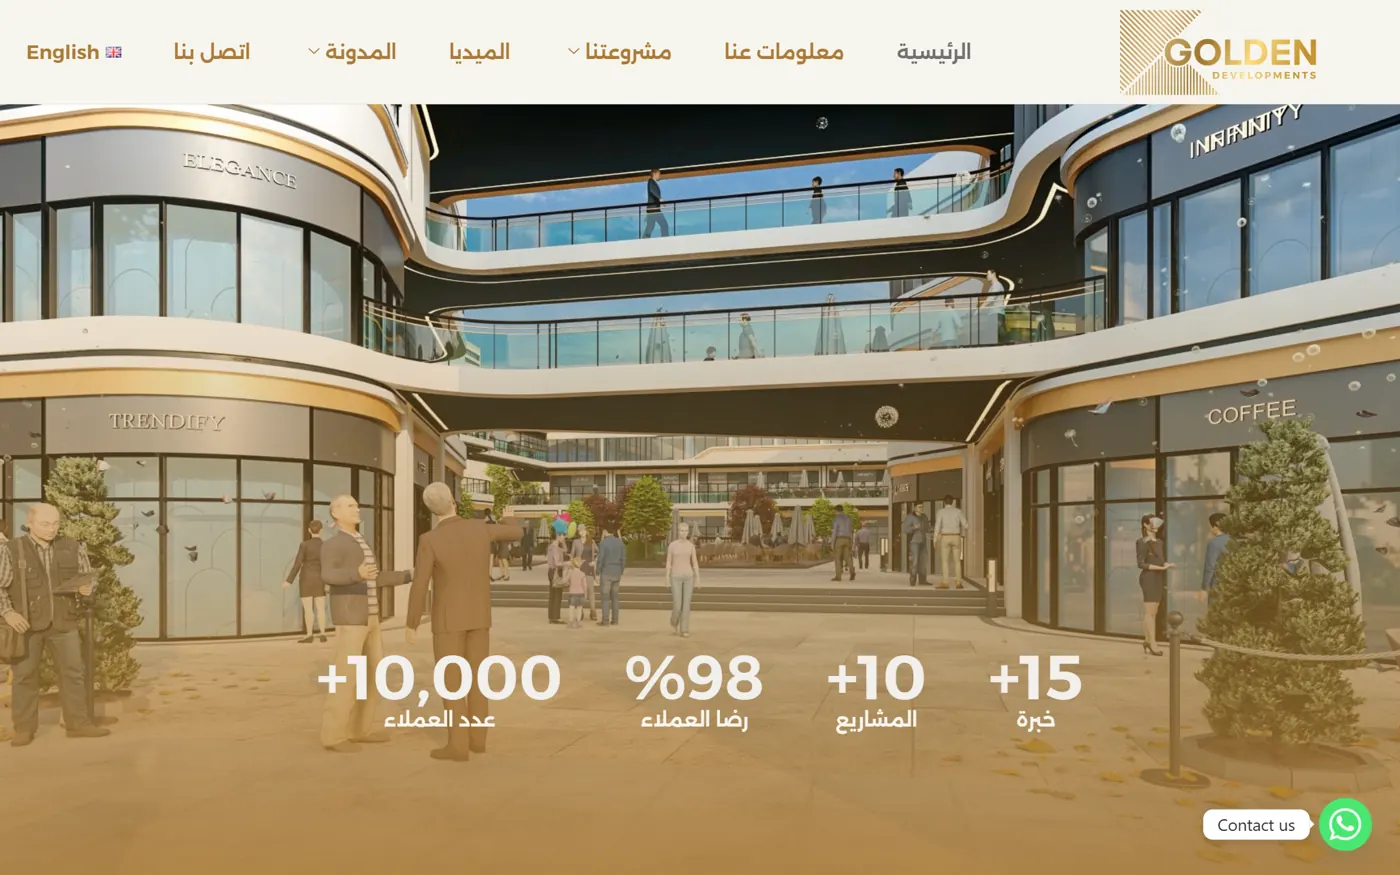 GOLDEN
DEVELOPMENTS
الرئيسية
معلومات عنا
مشروعتنا
الميديا
المدونة
اتصل بنا
English
ELEGANCE
TRENDIFY
COFFEE
+15
خبرة
+10
المشاريع
%98
رضا العملاء
+10,000
عدد العملاء
Contact us